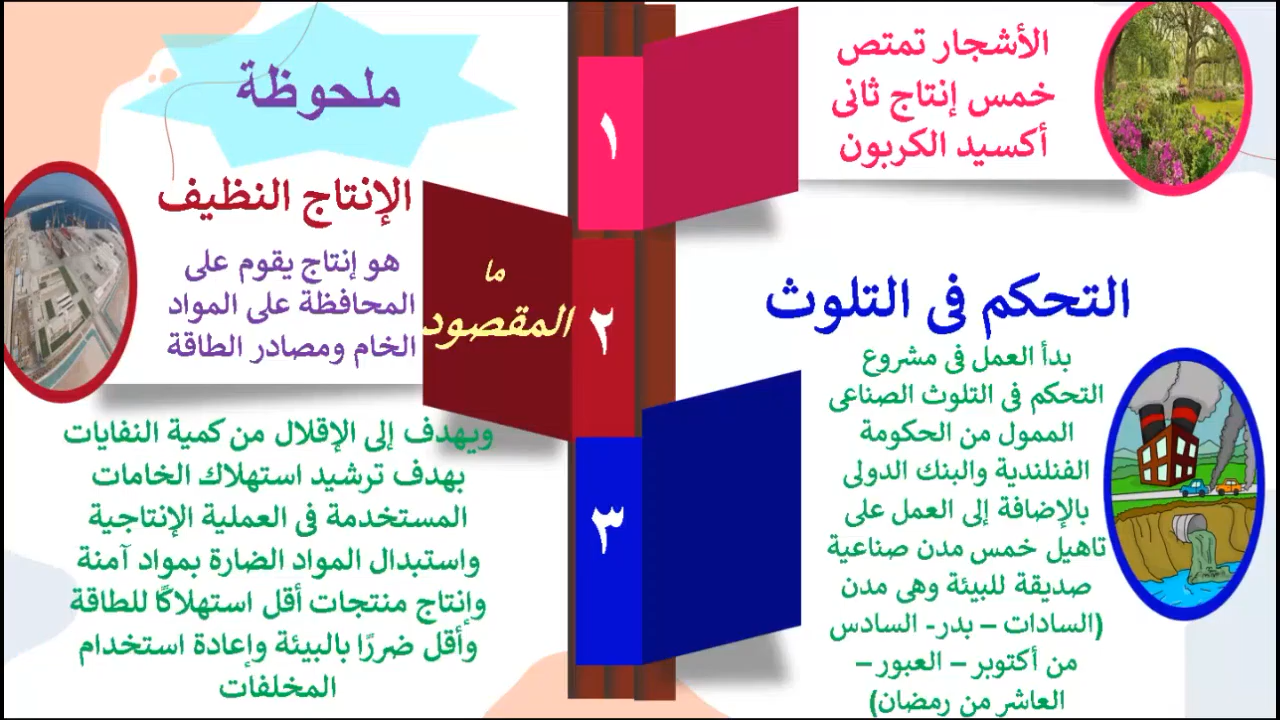 ملحوظة
١
الأشجار تمتص
خمس إنتاج ثانى
أكسيد الكربون
٢
ما
المقصود
الإنتاج النظيف
هو إنتاج يقوم على
المحافظة على المواد
الخام ومصادر الطاقة
ويهدف إلى الإقلال من كمية النفايات
بهدف ترشيد استهلاك الخامات
المستخدمة فى العملية الإنتاجية
واستبدال المواد الضارة بمواد آمنة
وإنتاج منتجات أقل استهلاكًا للطاقة
وأقل ضررًا بالبيئة وإعادة استخدام
المخلفات
٣
التحكم فى التلوث
بدأ العمل فى مشروع
التحكم فى التلوث الصناعى
الممول من الحكومة
الفنلندية والبنك الدولى
بالإضافة إلى العمل على
تاهيل خمس مدن صناعية
صديقة للبيئة وهى مدن
(السادات – بدر- السادس
من أكتوبر – العبور –
العاشر من رمضان)